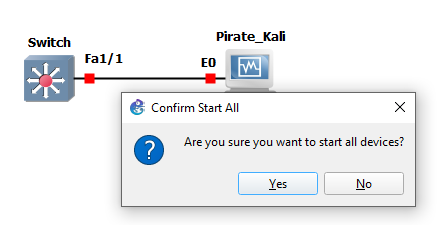 Switch
Fa1/1
E0
Pirate_Kali
Confirm Start All
Are you sure you want to start all devices?
Yes
No